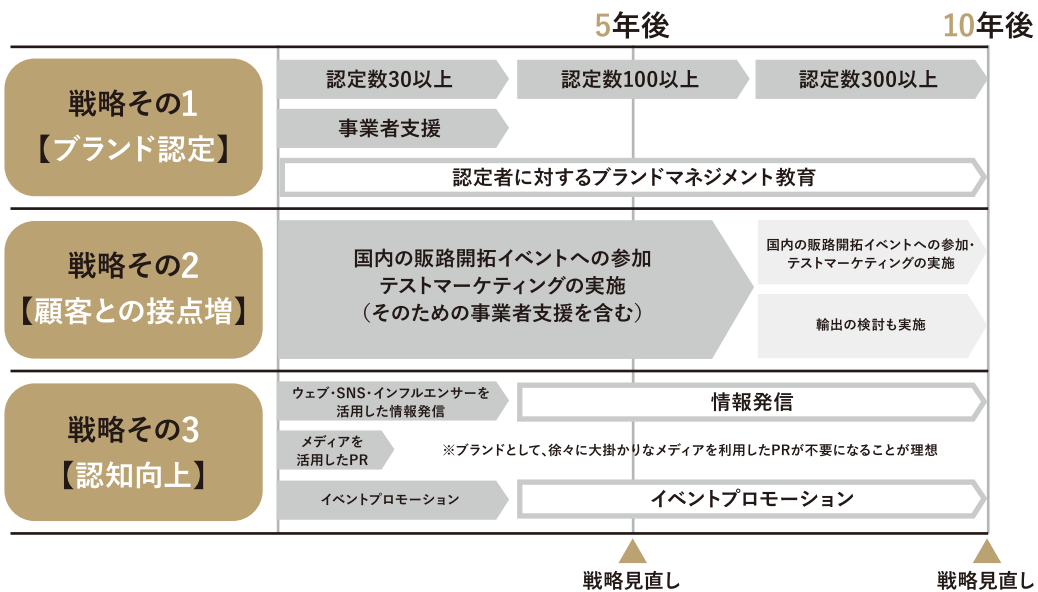 5年後
10年後
戦略その1
【ブランド認定】
認定数30以上
認定数100以上
認定数300以上
事業者支援
認定者に対するブランドマネジメント教育
戦略その2
【顧客との接点増】
国内の販路開拓イベントへの参加
テストマーケティングの実施
（そのための事業者支援を含む）
国内の販路開拓イベントへの参加・
テストマーケティングの実施
輸出の検討も実施
戦略その3
【認知向上】
ウェブ・SNS・インフルエンサーを
活用した情報発信
情報発信
メディアを
活用したPR
※ブランドとして、徐々に大掛かりなメディアを利用したPRが不要になることが理想
イベントプロモーション
イベントプロモーション
戦略見直し
戦略見直し